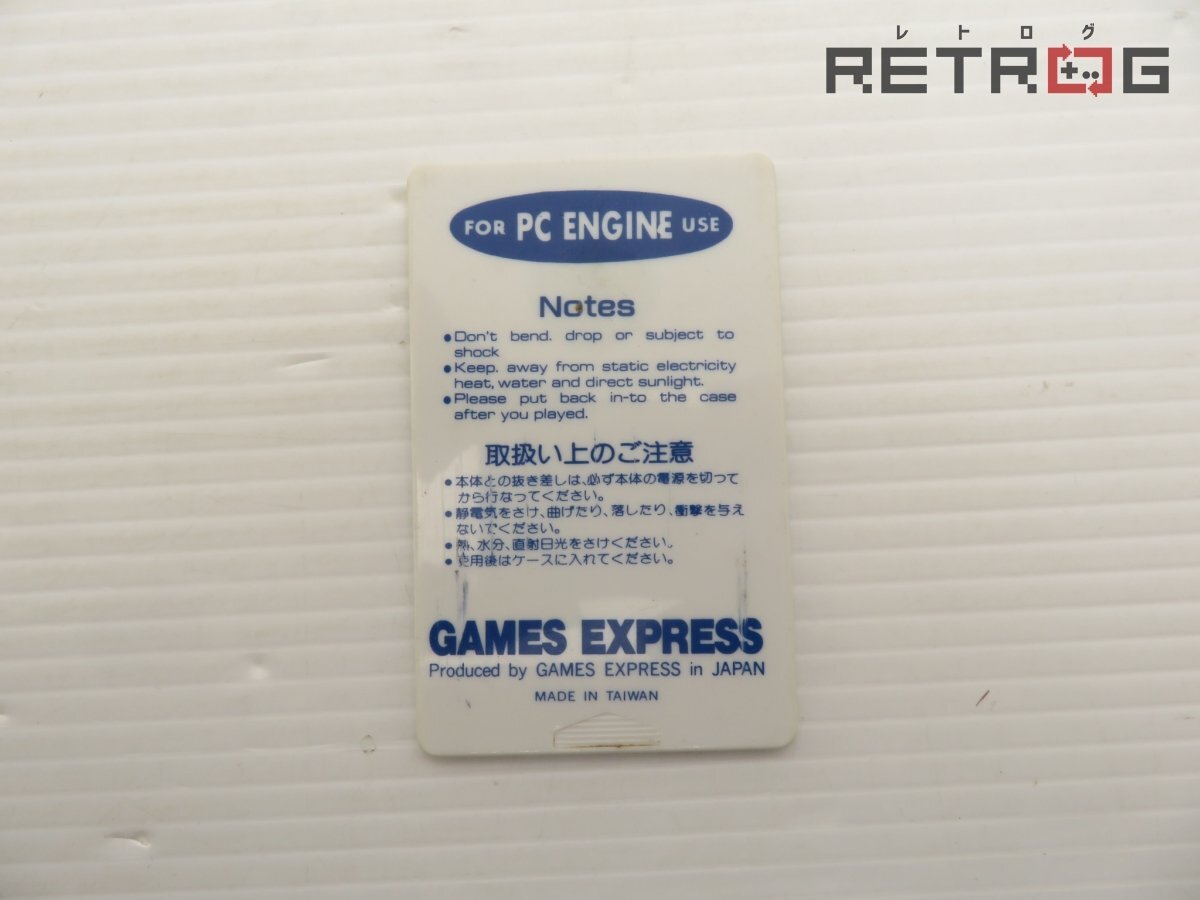 レトログ
RETROG
FOR PC ENGINE USE
Notes
●Don't bend. drop or subject to
shock
●Keep. away from static electricity
heat, water and direct sunlight.
●Please put back in-to the case
after you played.
取扱い上のご注意
●本体との抜き差しは、必ず本体の電源を切って
から行なってください。
●静電気をさけ、曲げたり、落したり、衝撃を与え
ないでください。
●熱、水分、直射日光をさけください。
●使用後はケースに入れてください。
GAMES EXPRESS
Produced by GAMES EXPRESS in JAPAN
MADE IN TAIWAN